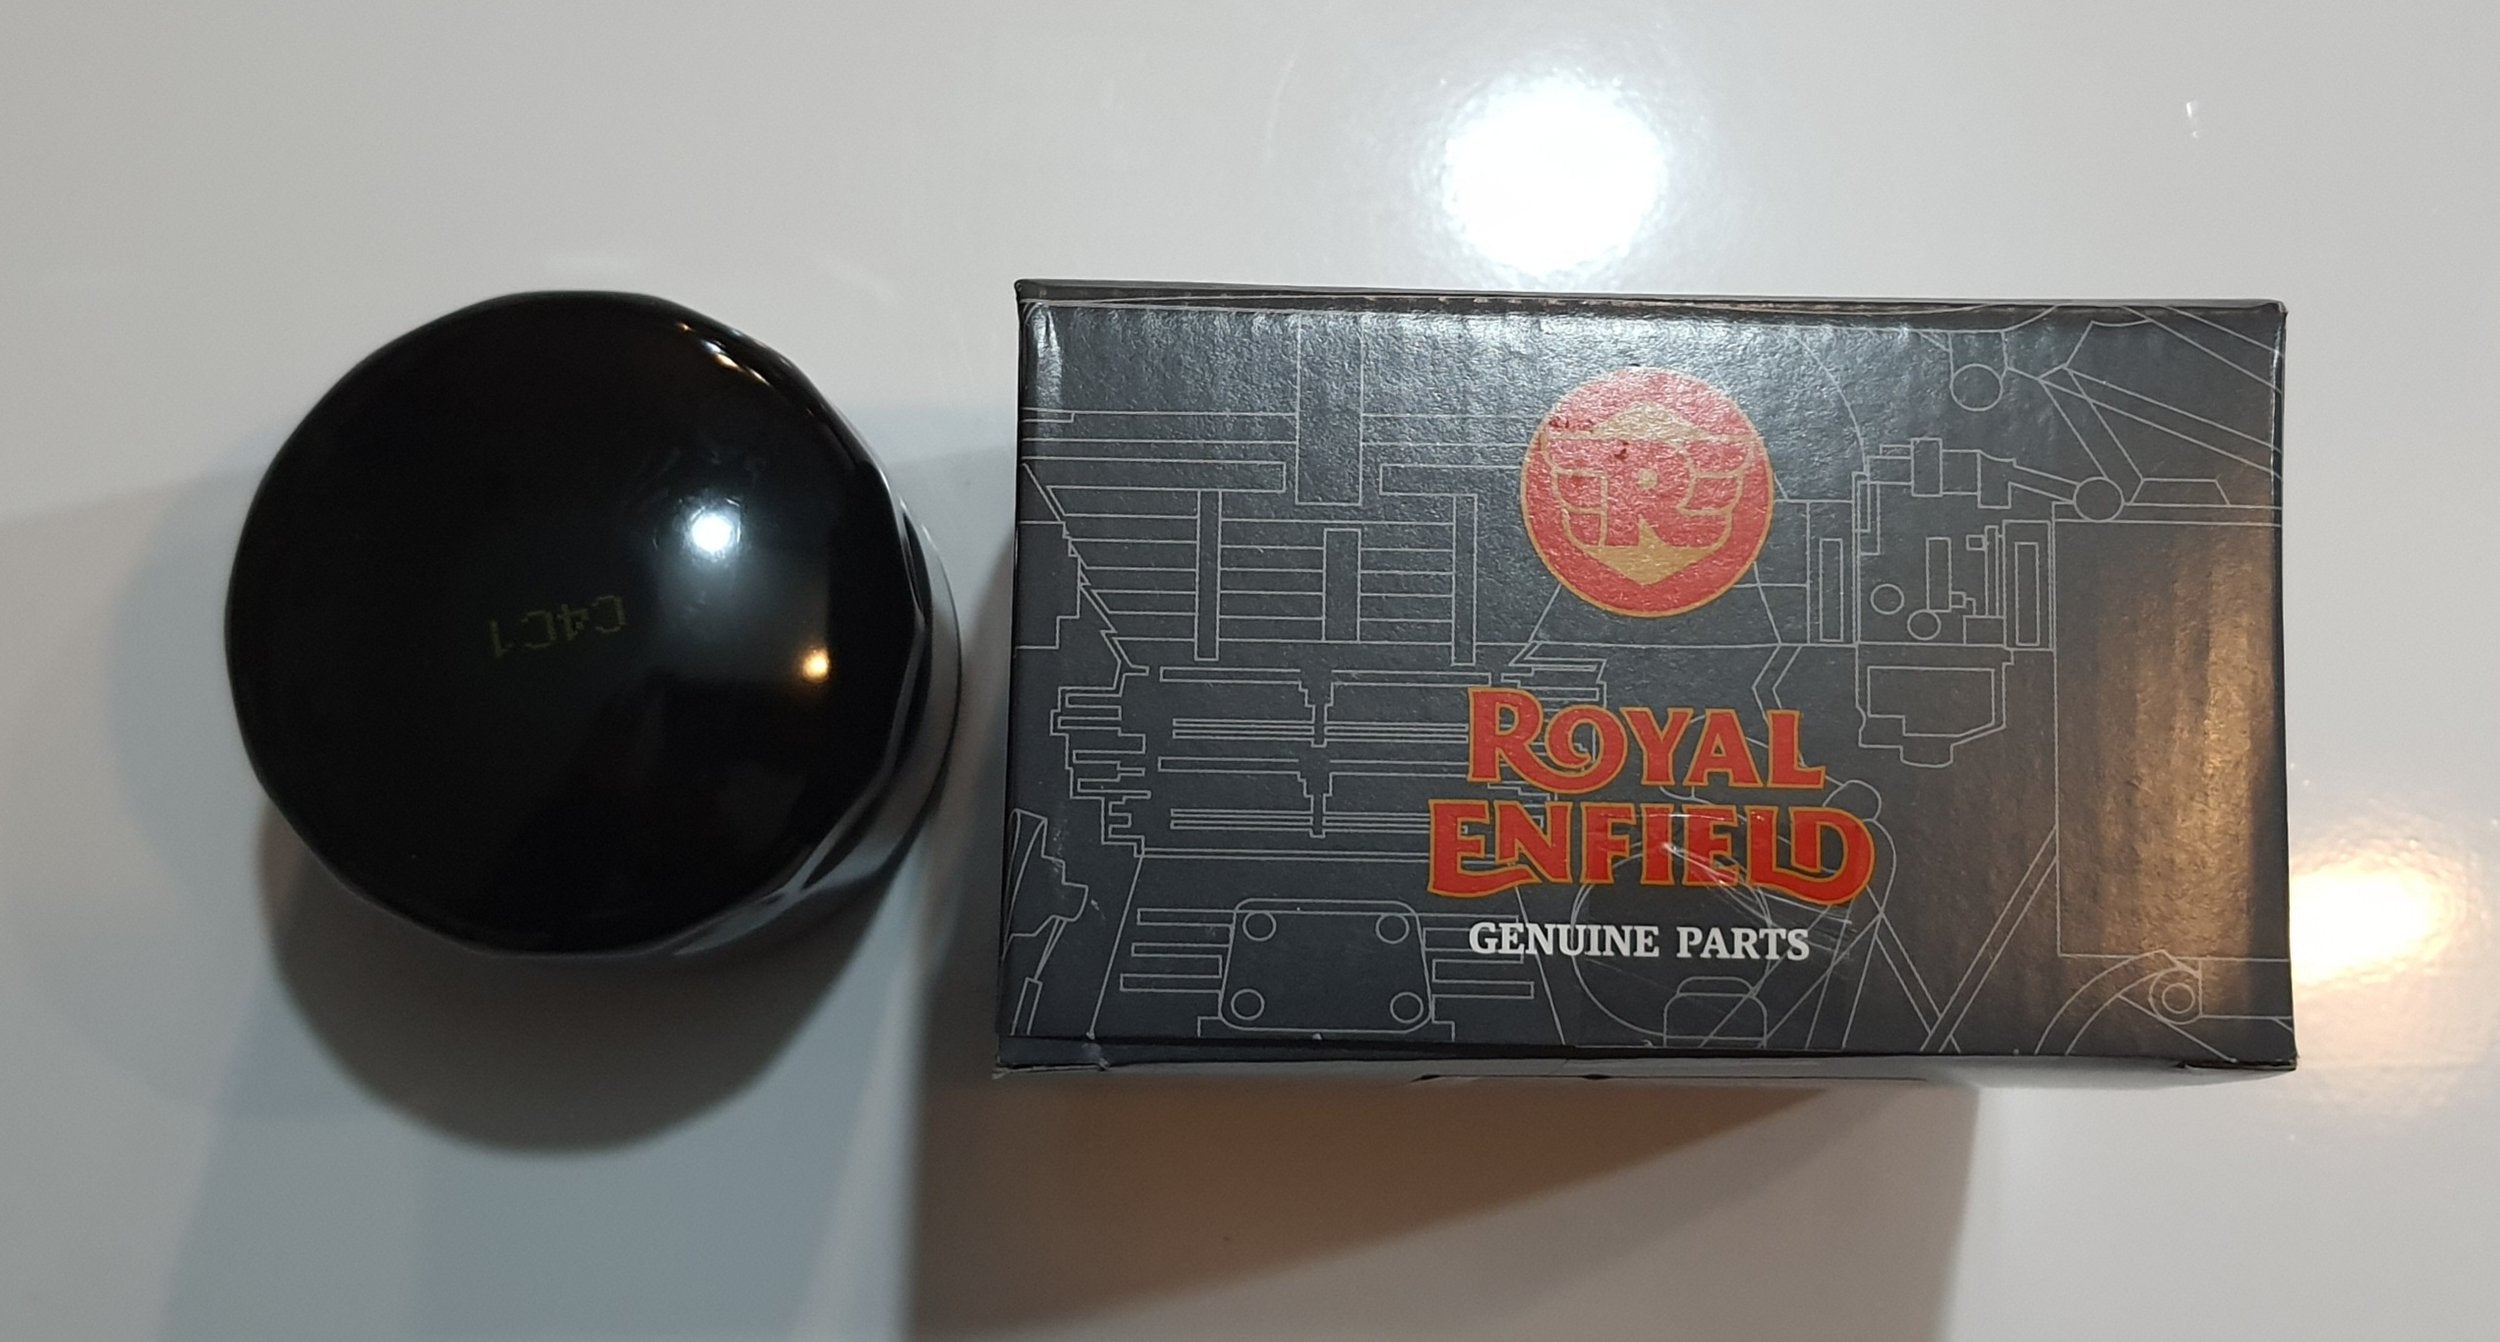 C4C1
R
ROYAL
ENFIELD
GENUINE PARTS